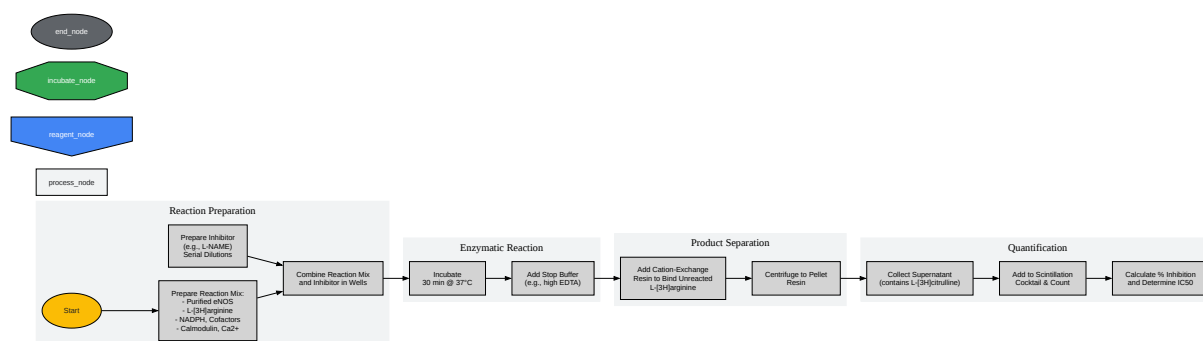 end_node
incubate_node
reagent_node
process_node
Reaction Preparation
Prepare Inhibitor
(e.g., L-NAME)
Serial Dilutions
Start
Prepare Reaction Mix:
- Purified eNOS
- L-[3H]arginine
- NADPH, Cofactors
- Calmodulin, Ca2+
Combine Reaction Mix
and Inhibitor in Wells
Enzymatic Reaction
Incubate
30 min @ 37°C
Add Stop Buffer
(e.g., high EDTA)
Product Separation
Add Cation-Exchange
Resin to Bind Unreacted
L-[3H]arginine
Centrifuge to Pellet
Resin
Quantification
Collect Supernatant
(contains L-[3H]citrulline)
Add to Scintillation
Cocktail & Count
Calculate % Inhibition
and Determine IC50